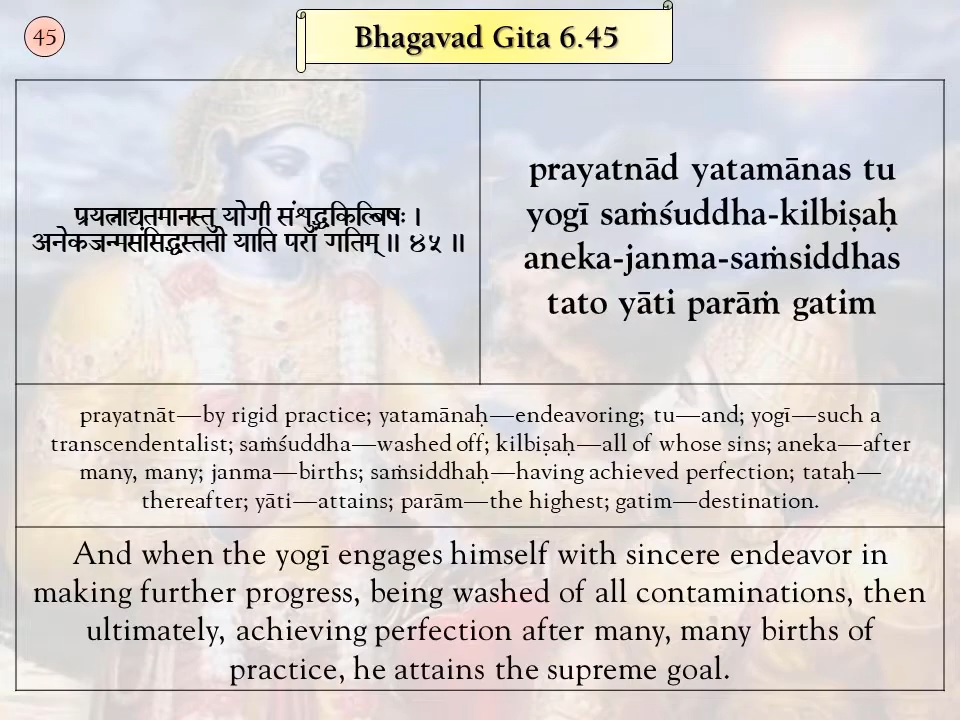 45
Bhagavad Gita 6.45
प्रयत्नाद्यतमानस्तु योगी संशुद्धकिल्बिषः ।
अनेकजन्मसंसिद्धस्ततो याति परां गतिम् ॥ ४५ ॥
prayatnād yatamānas tu
yogī saṁśuddha-kilbiṣaḥ
aneka-janma-saṁsiddhas
tato yāti parāṁ gatim
prayatnāt—by rigid practice; yatamānaḥ—endeavoring; tu—and; yogī—such a
transcendentalist; saṁśuddha—washed off; kilbiṣaḥ—all of whose sins; aneka—after
many, many; janma—births; saṁsiddhaḥ—having achieved perfection; tataḥ—
thereafter; yāti—attains; parām—the highest; gatim—destination.
And when the yogī engages himself with sincere endeavor in
making further progress, being washed of all contaminations, then
ultimately, achieving perfection after many, many births of
practice, he attains the supreme goal.